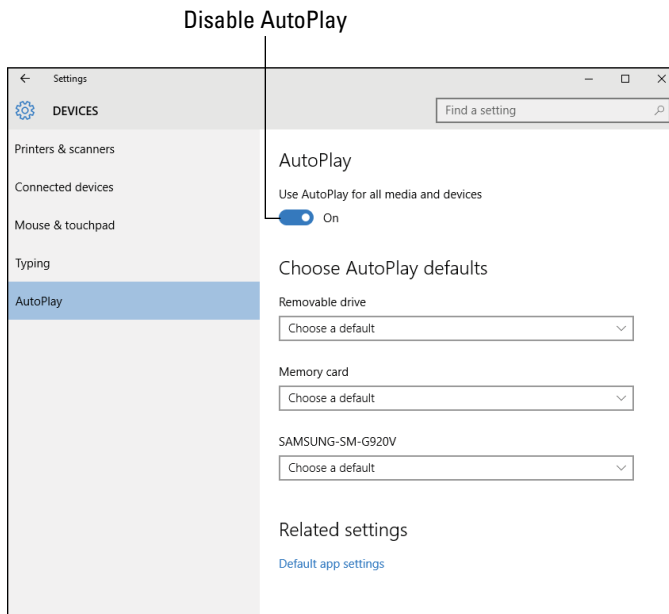 Disable AutoPlay
Settings
DEVICES
Find a setting
Printers & scanners
Connected devices
Mouse & touchpad
Typing
AutoPlay
AutoPlay
Use AutoPlay for all media and devices
On
Choose AutoPlay defaults
Removable drive
Choose a default
Memory card
Choose a default
SAMSUNG-SM-G920V
Choose a default
Related settings
Default app settings